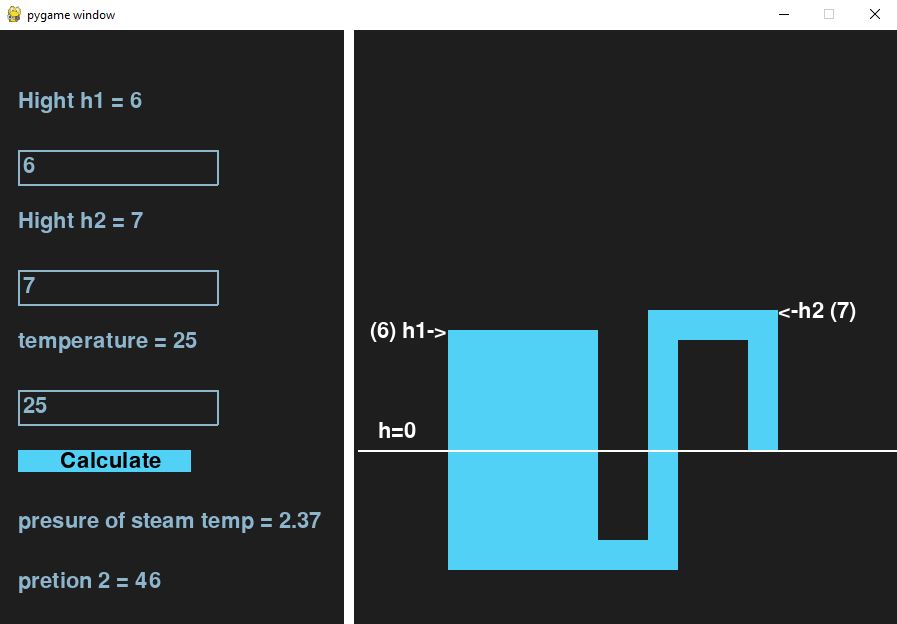 pygame window
Hight h1 = 6
6
Hight h2 = 7
7
temperature = 25
25
Calculate
presure of steam temp = 2.37
pretion 2 = 46
<-h2 (7)
(6) h1->
h=0